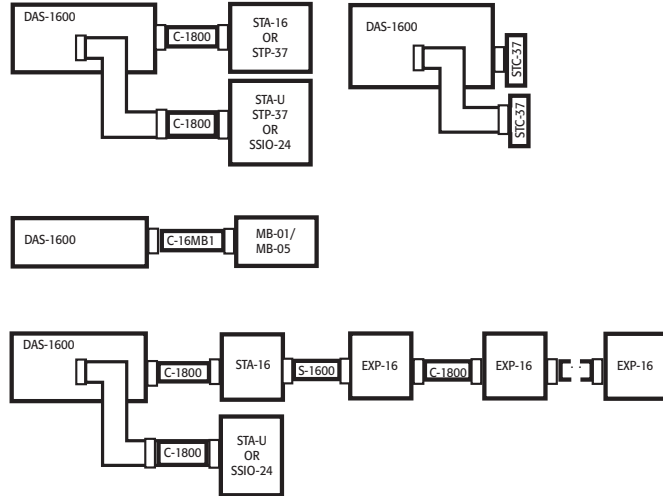 DAS-1600
C-1800
STA-16
OR
STP-37
C-1800
STA-U
STP-37
OR
SSIO-24
DAS-1600
STC-37
STC-37
DAS-1600
C-16MB1
MB-01/
MB-05
DAS-1600
C-1800
STA-16
S-1600
EXP-16
C-1800
EXP-16
EXP-16
C-1800
STA-U
OR
SSIO-24